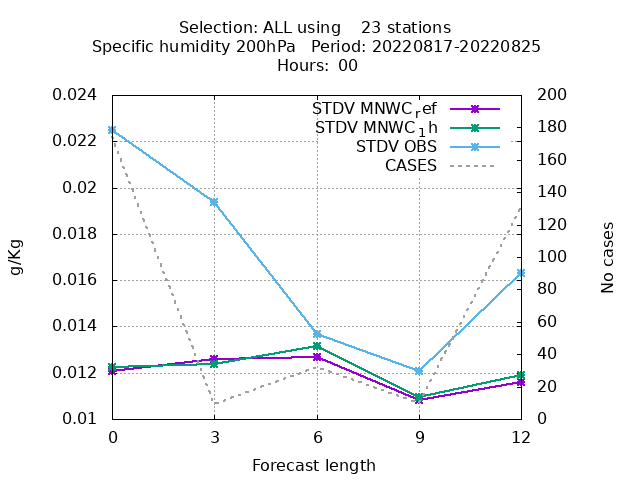 Selection: ALL using    23 stations
Specific humidity 200hPa   Period: 20220817-20220825
Hours:  00
0.024
0.022
0.02
0.018
0.016
0.014
0.012
0.01
g/Kg
STDV MNWCref
STDV MNWC1h
STDV OBS
CASES
200
180
160
140
120
100
80
60
40
20
0
No cases
0
3
6
9
12
Forecast length